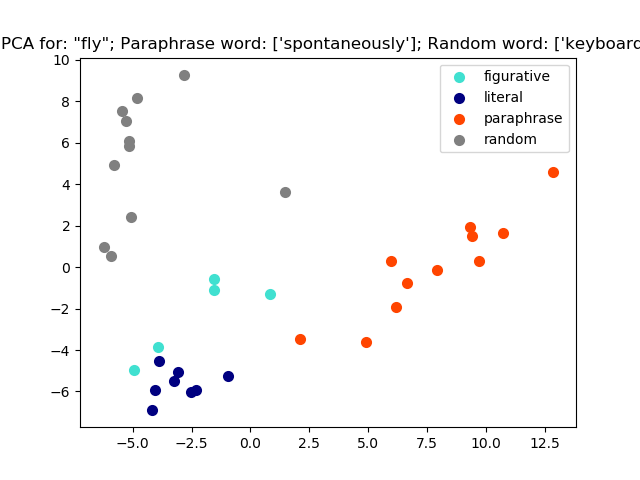 PCA for: "fly"; Paraphrase word: ['spontaneously']; Random word: ['keyboard
figurative
literal
paraphrase
random
10
8
6
4
2
0
−2
−4
−6
−5.0 −2.5 0.0 2.5 5.0 7.5 10.0 12.5